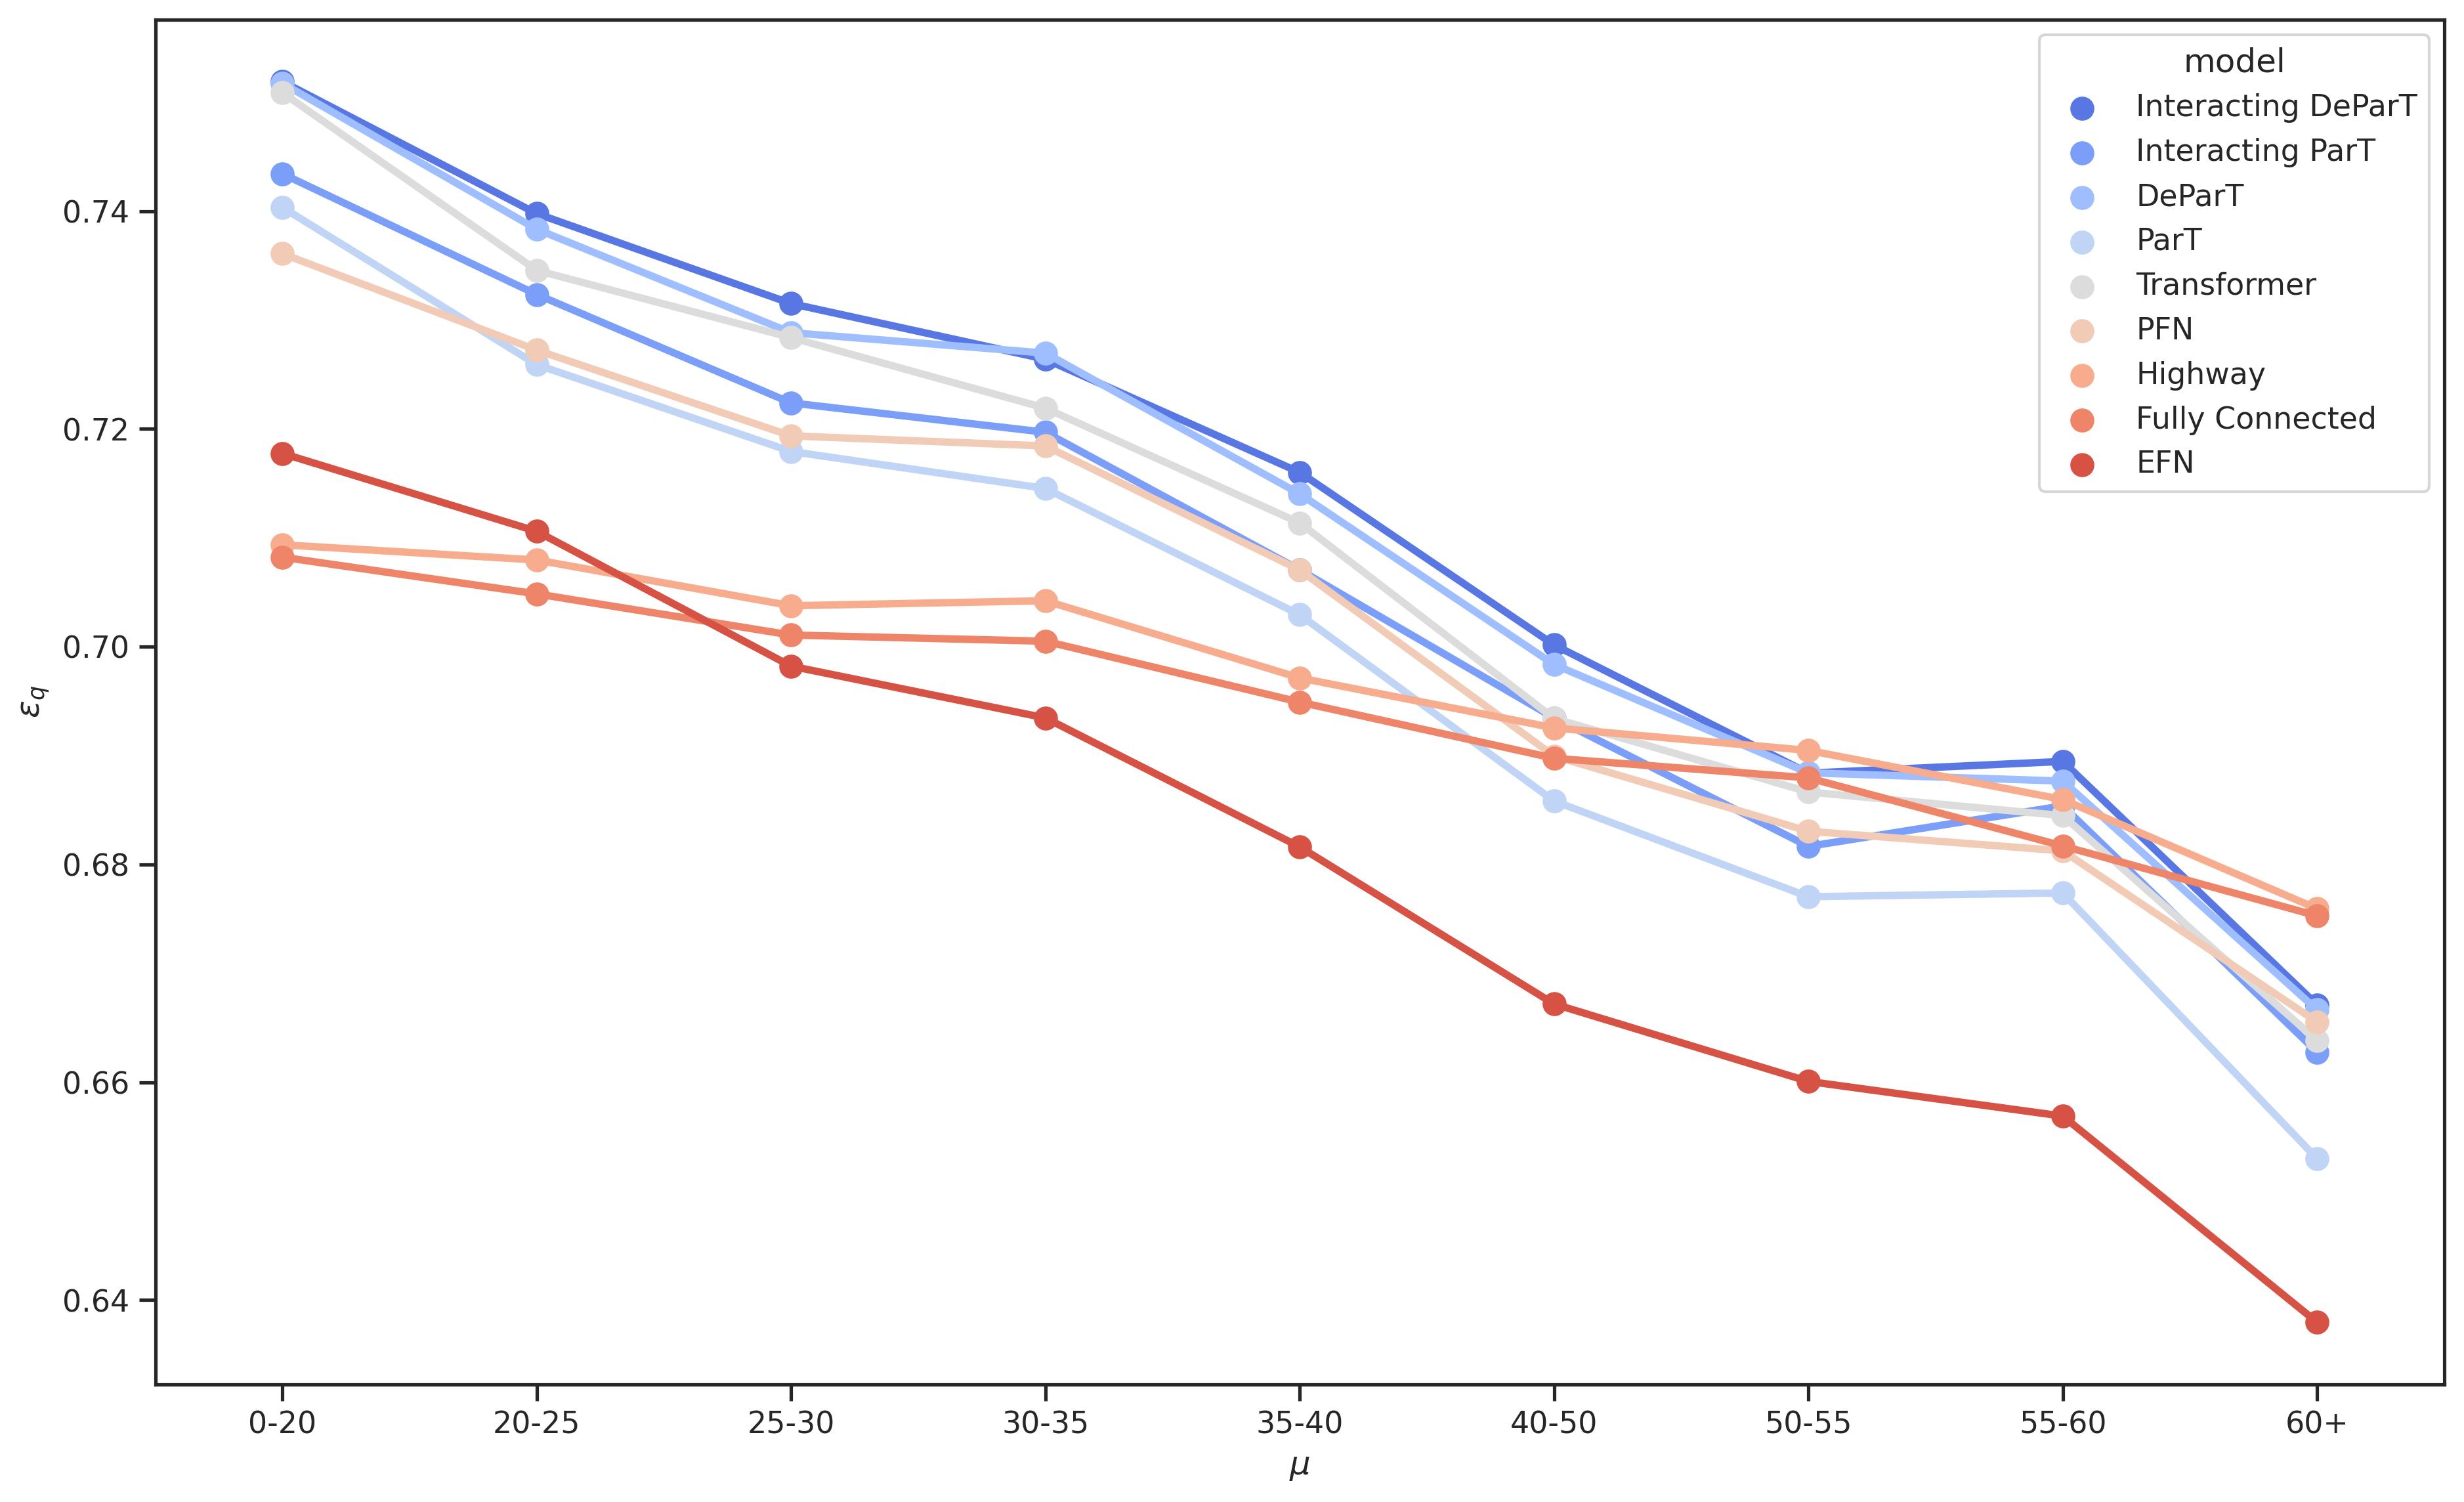 model
Interacting DeParT
Interacting ParT
DeParT
ParT
Transformer
PFN
Highway
Fully Connected
EFN
0.74
0.72
0.70
0.68
0.66
0.64
ε_q
0-20 20-25 25-30 30-35 35-40 40-50 50-55 55-60 60+
μ